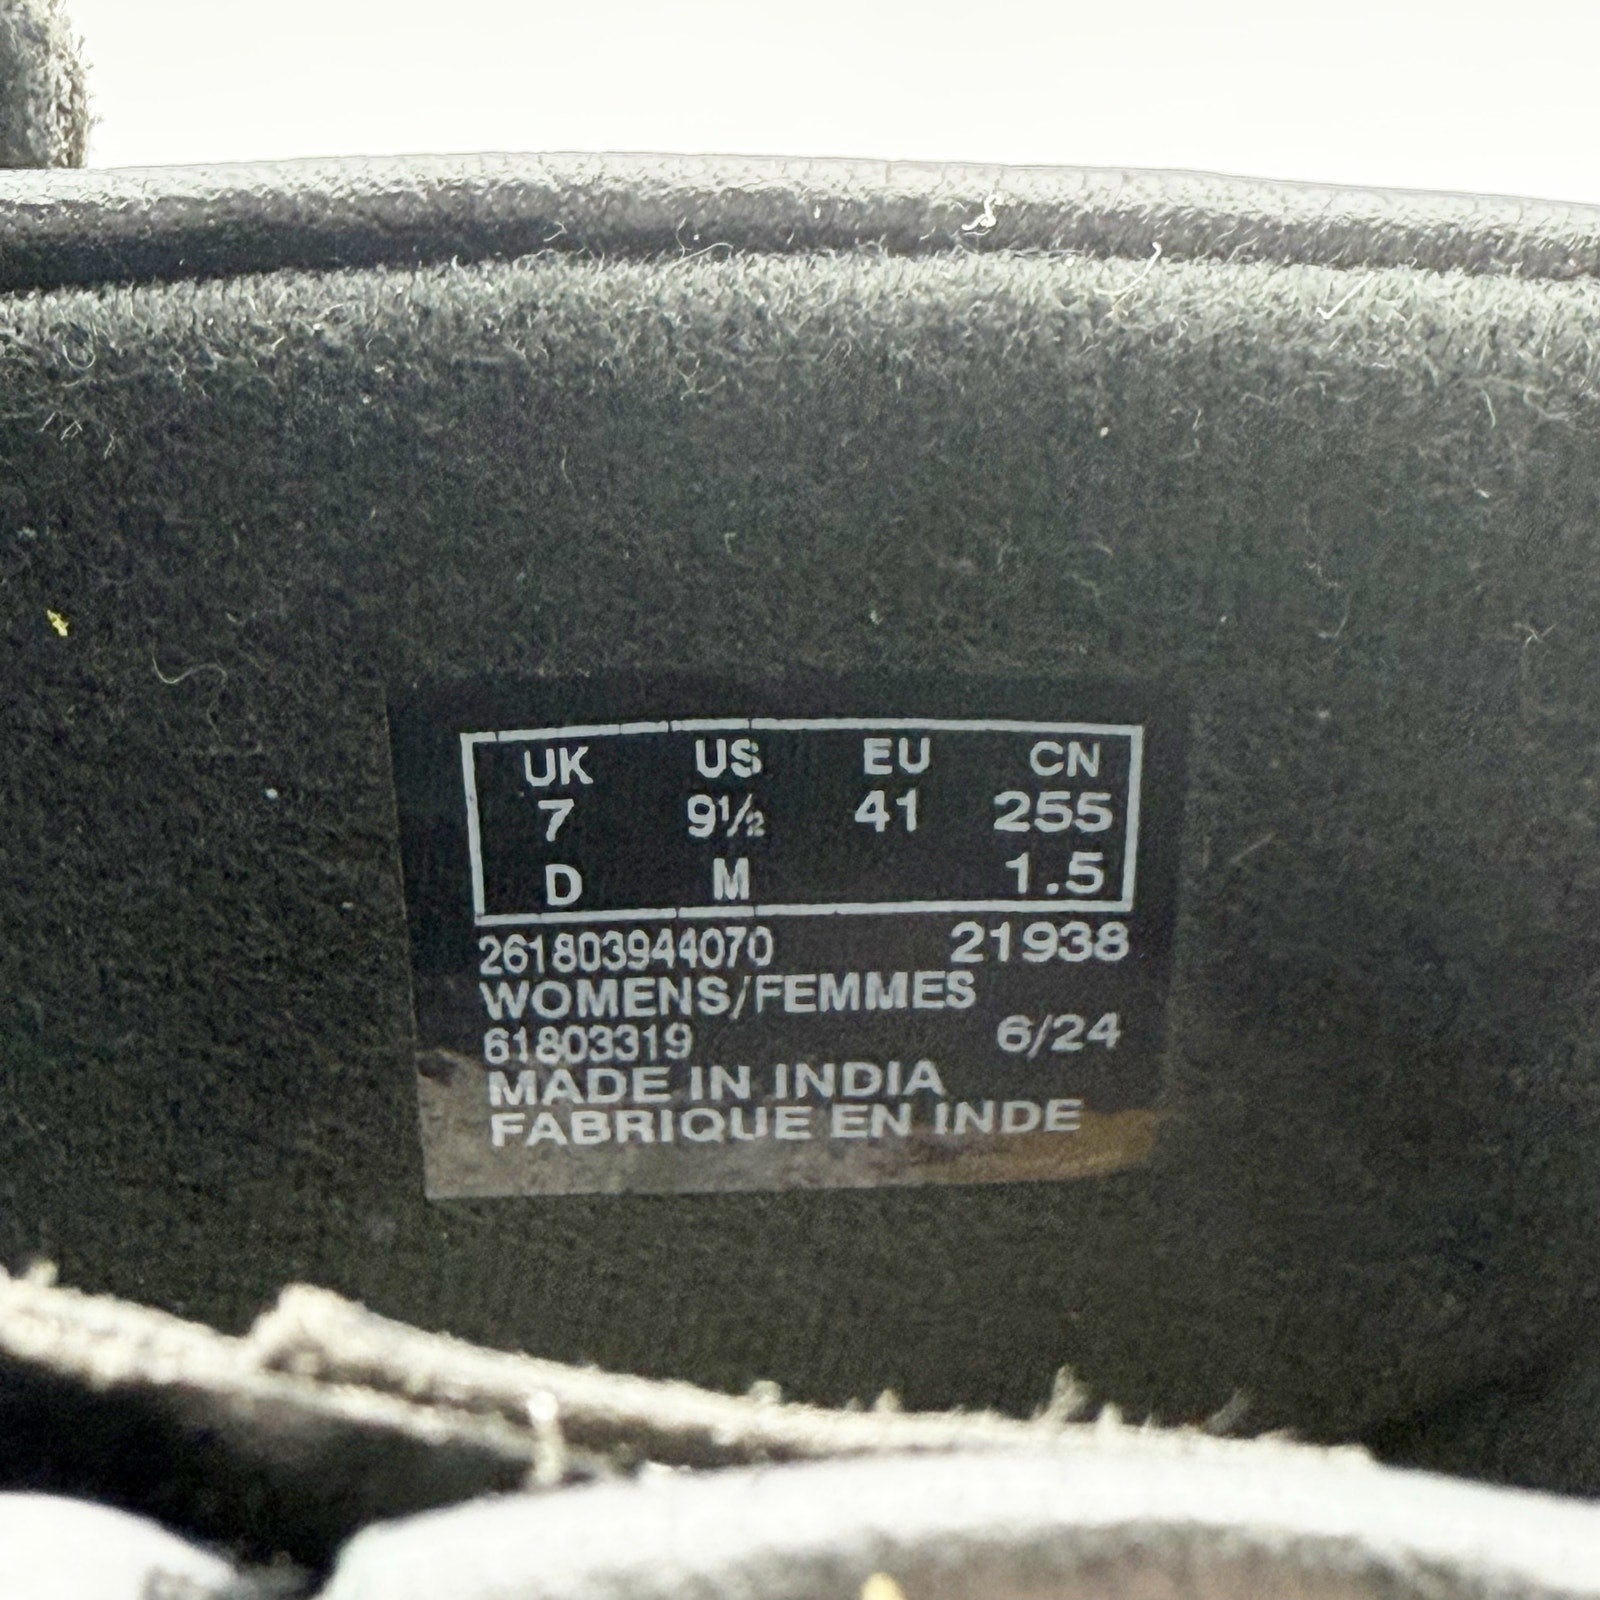 UK US EU CN
7 9½ 41 255
D M 1.5
261803944070 21938
WOMENS/FEMMES
61803319 6/24
MADE IN INDIA
FABRIQUE EN INDE